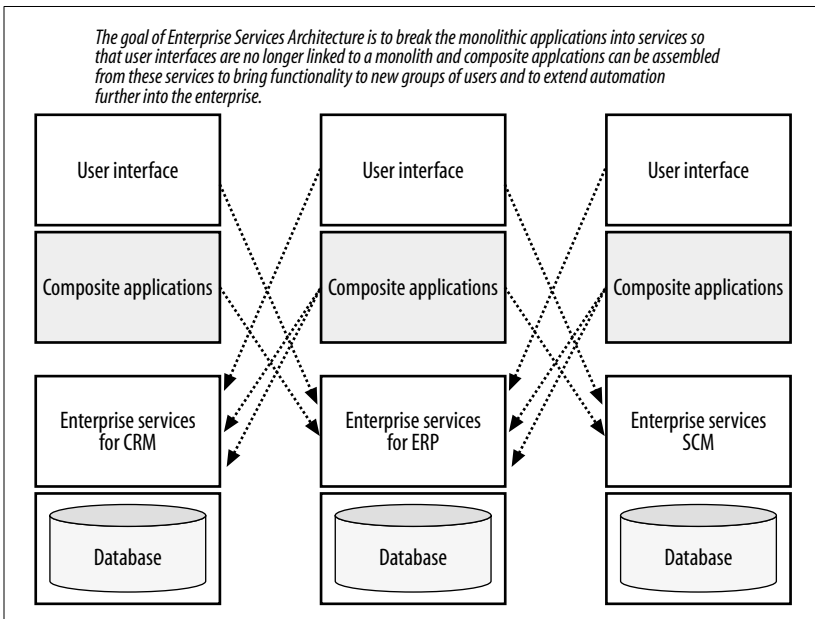 The goal of Enterprise Services Architecture is to break the monolithic applications into services so
that user interfaces are no longer linked to a monolith and composite applcations can be assembled
from these services to bring functionality to new groups of users and to extend automation
further into the enterprise.
User interface
User interface
User interface
Composite applications
Composite applications
Composite applications
Enterprise services
for CRM
Enterprise services
for ERP
Enterprise services
SCM
Database
Database
Database